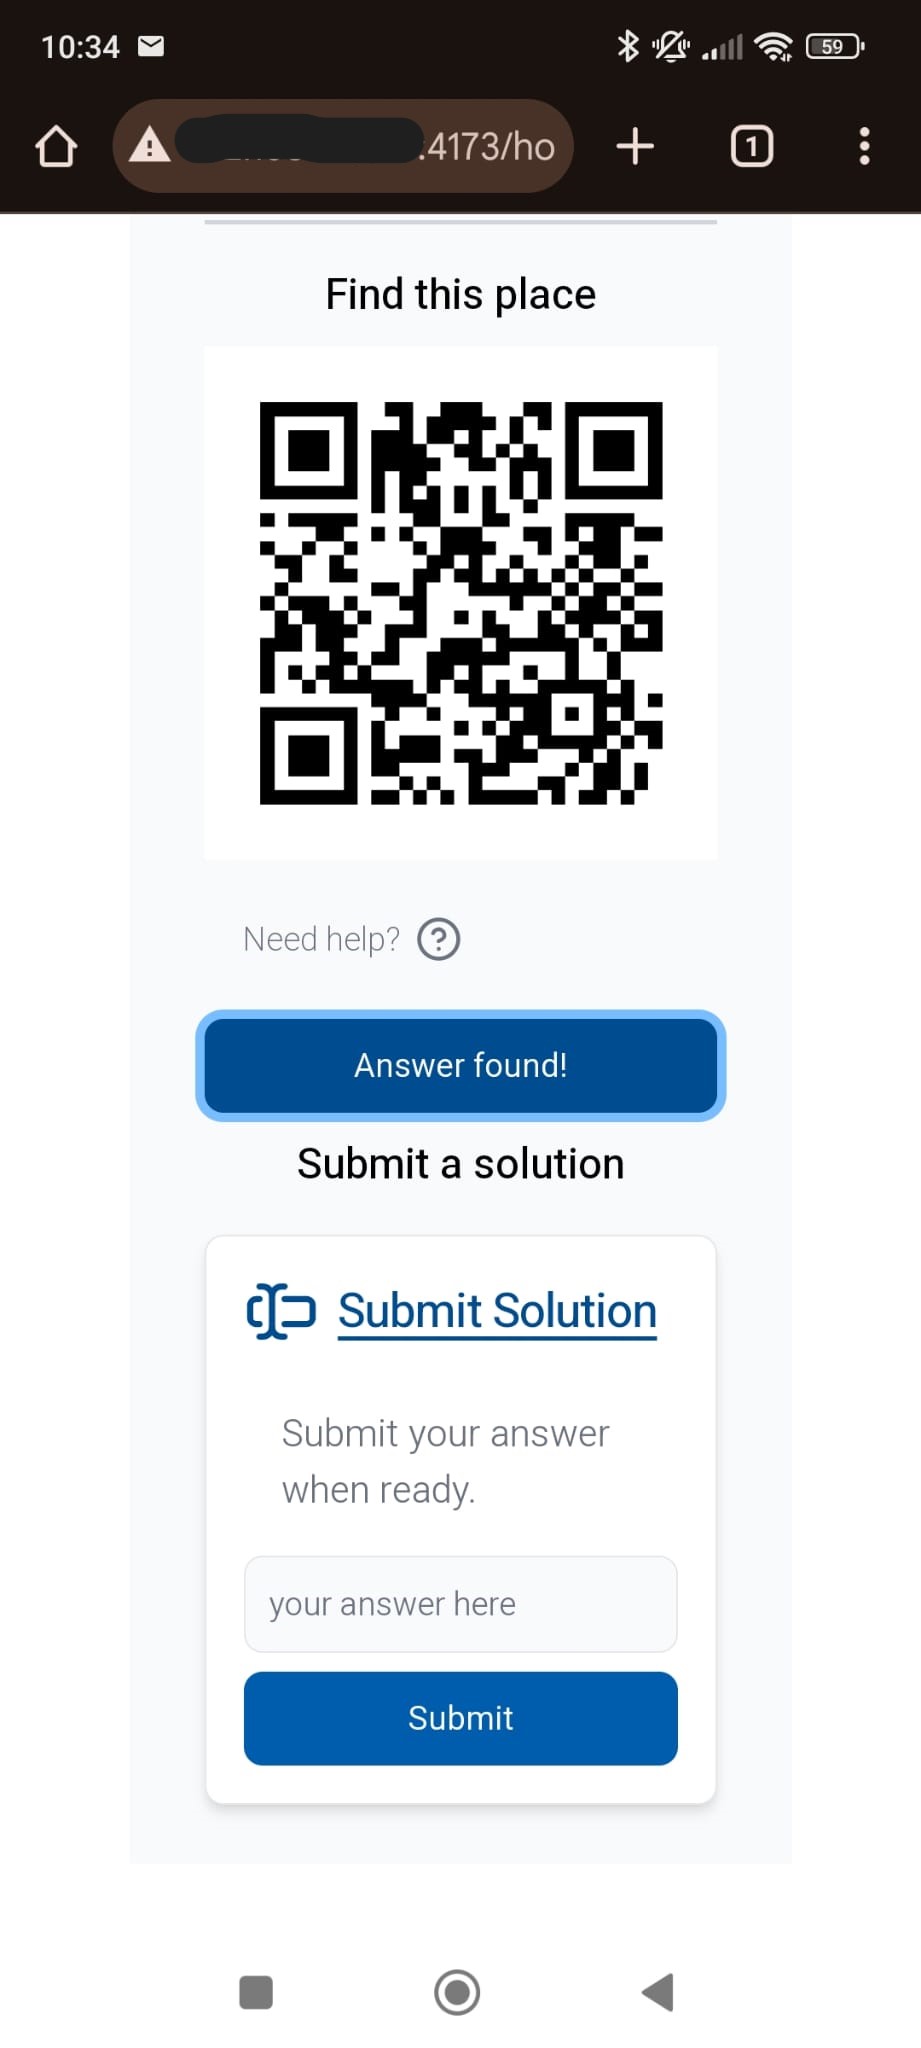 10:34
59
:4173/ho
1
Find this place
Need help?
Answer found!
Submit a solution
Submit Solution
Submit your answer
when ready.
your answer here
Submit